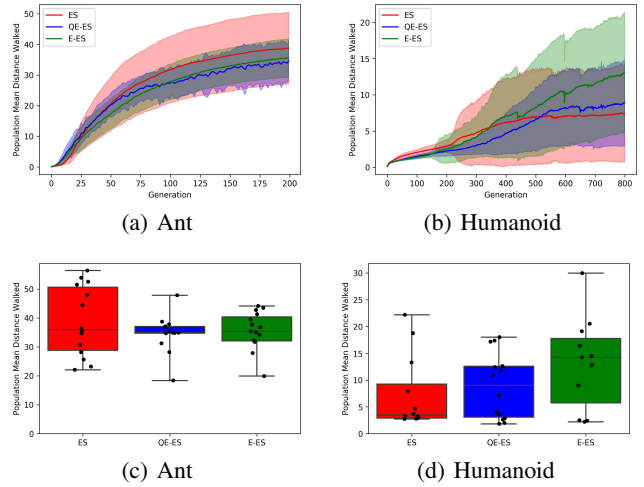 ES
QE-ES
E-ES
Population Mean Distance Walked
50
40
30
20
10
0
0 25 50 75 100 125 150 175 200
Generation
(a) Ant
ES
QE-ES
E-ES
Population Mean Distance Walked
20
15
10
5
0
0 100 200 300 400 500 600 700 800
Generation
(b) Humanoid
Population Mean Distance Walked
50
40
30
20
10
0
ES QE-ES E-ES
(c) Ant
Population Mean Distance Walked
30
25
20
15
10
5
0
ES QE-ES E-ES
(d) Humanoid